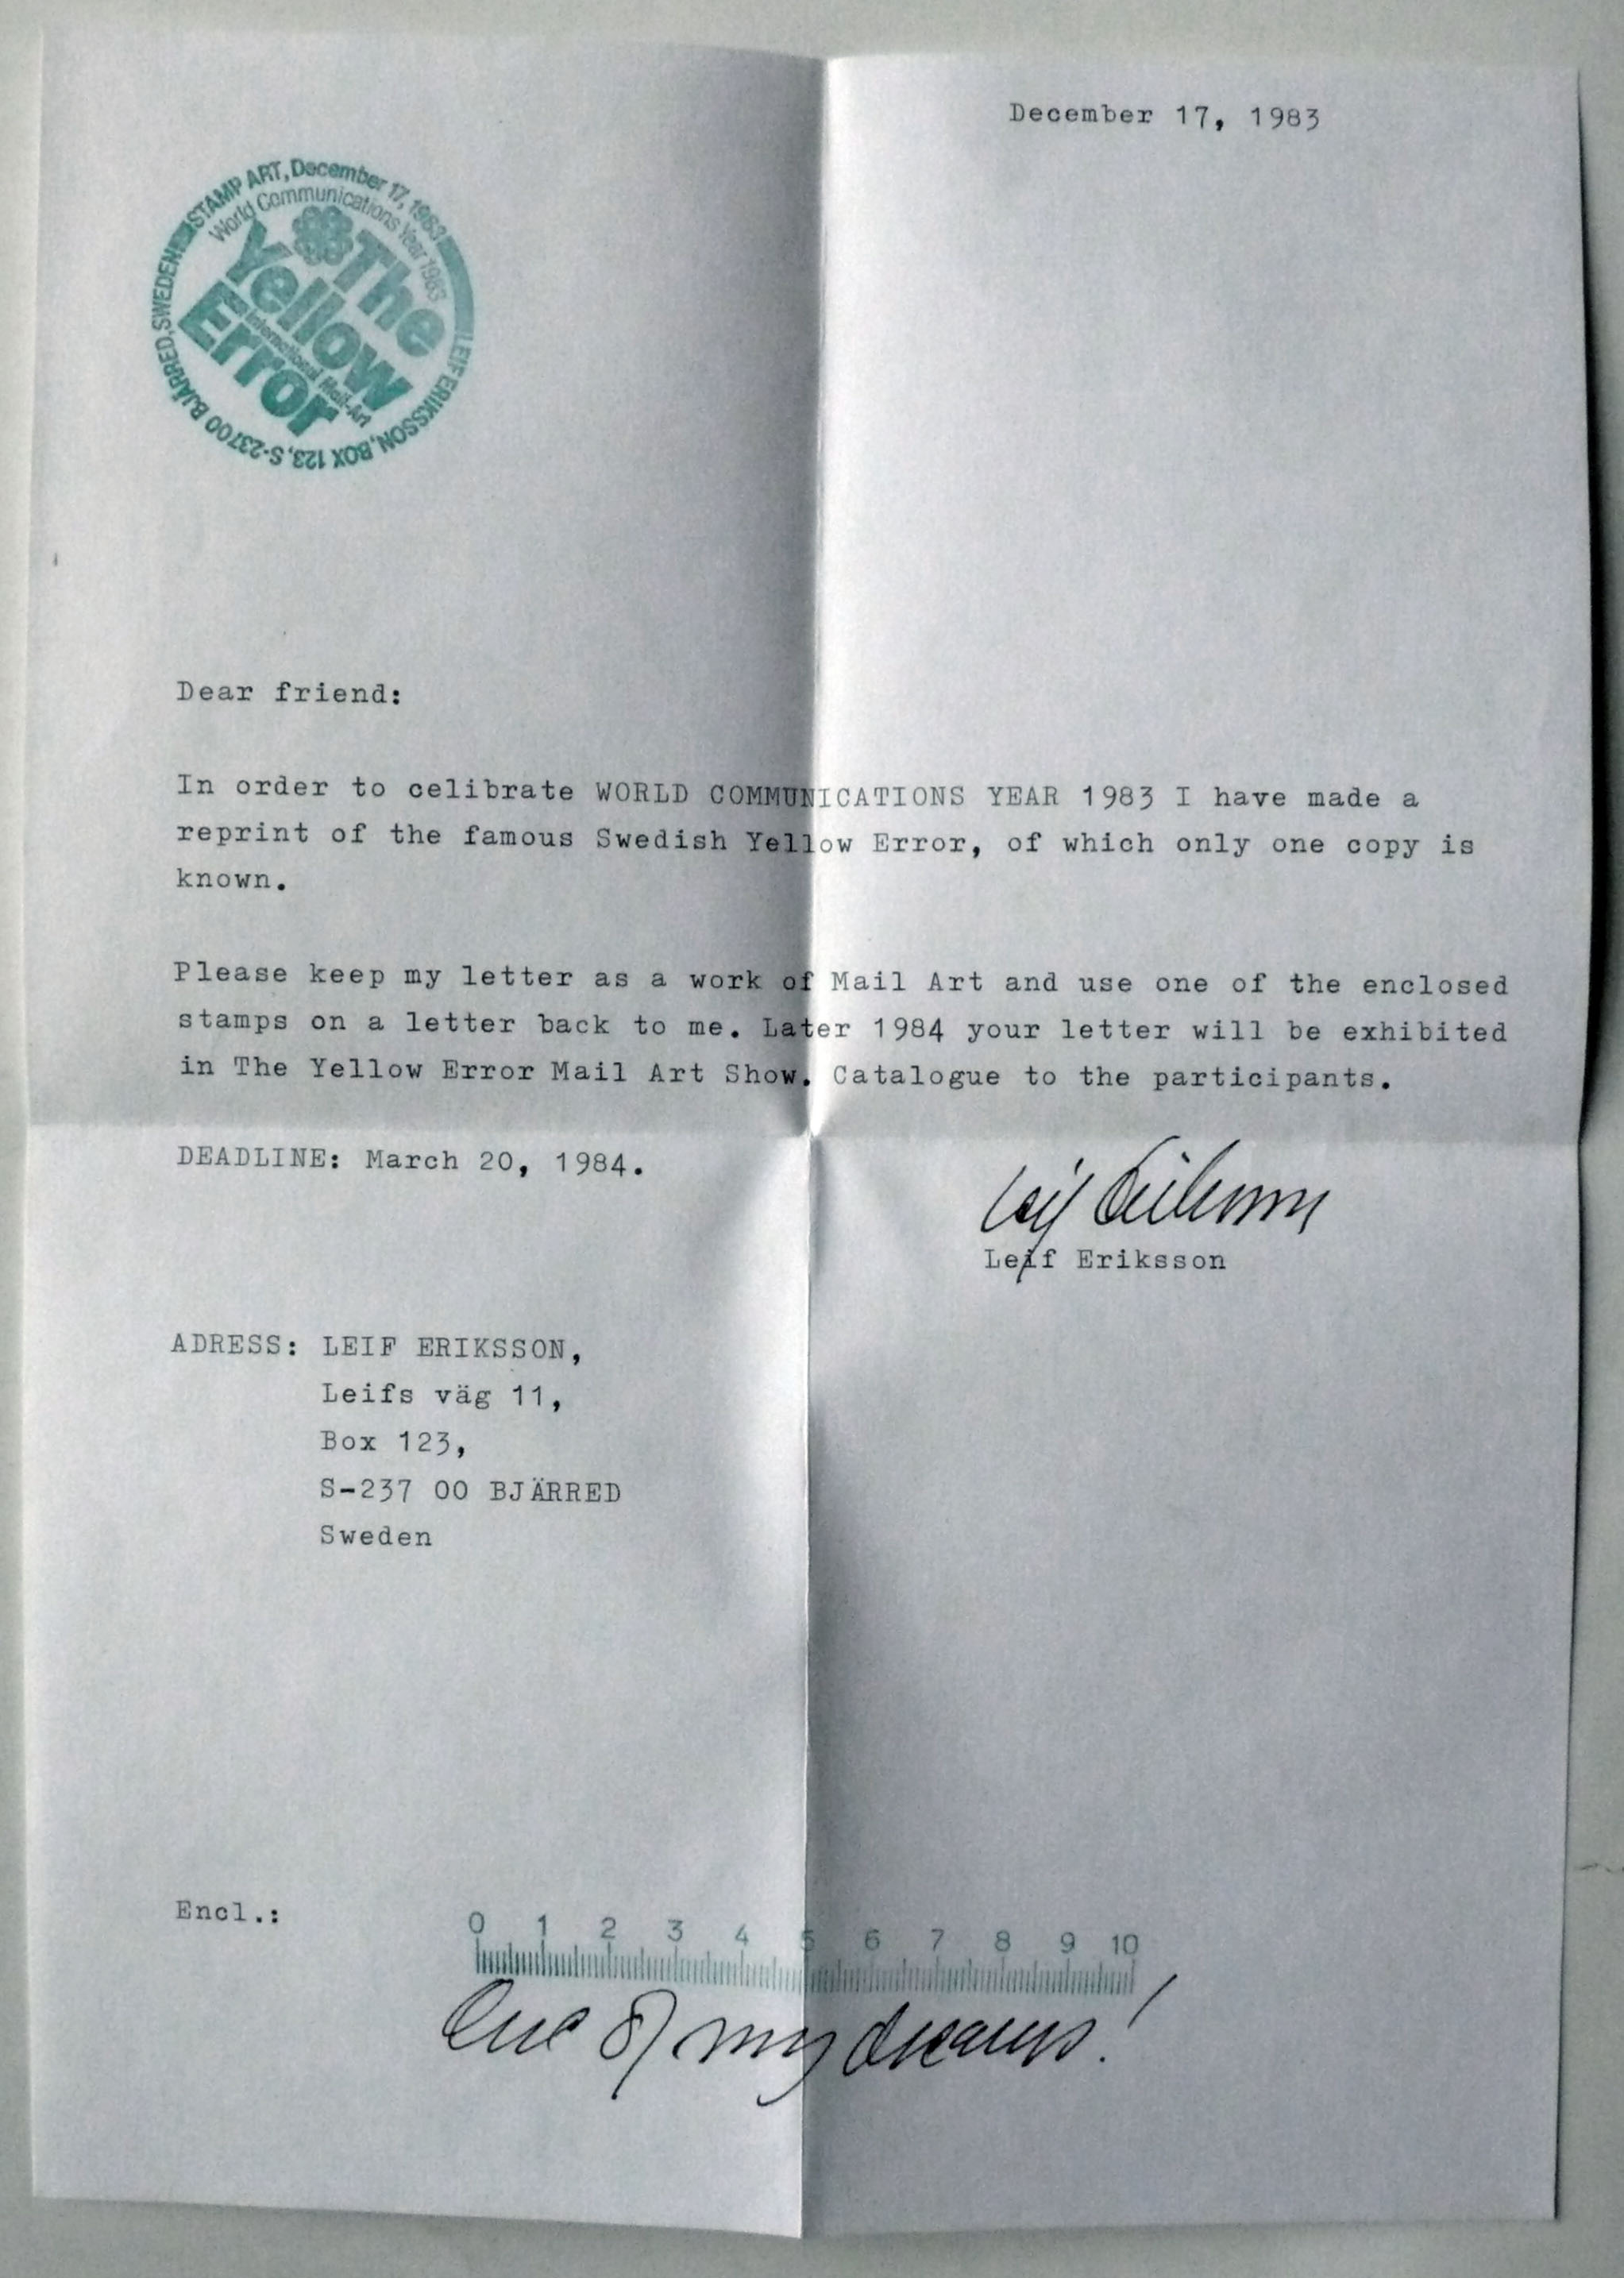 December 17, 1983
STAMP ART, December 17, 1983
LEIF ERIKSSON, BOX 123, S-23700 BJÄRRED, SWEDEN
World Communications Year 1983
The
Yellow
International Mail-Art
Error
Dear friend:
In order to celibrate WORLD COMMUNICATIONS YEAR 1983 I have made a
reprint of the famous Swedish Yellow Error, of which only one copy is
known.
Please keep my letter as a work of Mail Art and use one of the enclosed
stamps on a letter back to me. Later 1984 your letter will be exhibited
in The Yellow Error Mail Art Show. Catalogue to the participants.
DEADLINE: March 20, 1984.
Leif Eriksson
Leif Eriksson
ADRESS: LEIF ERIKSSON,
Leifs väg 11,
Box 123,
S-237 00 BJÄRRED
Sweden
Encl.:
0 1 2 3 4 5 6 7 8 9 10
One of my dreams!